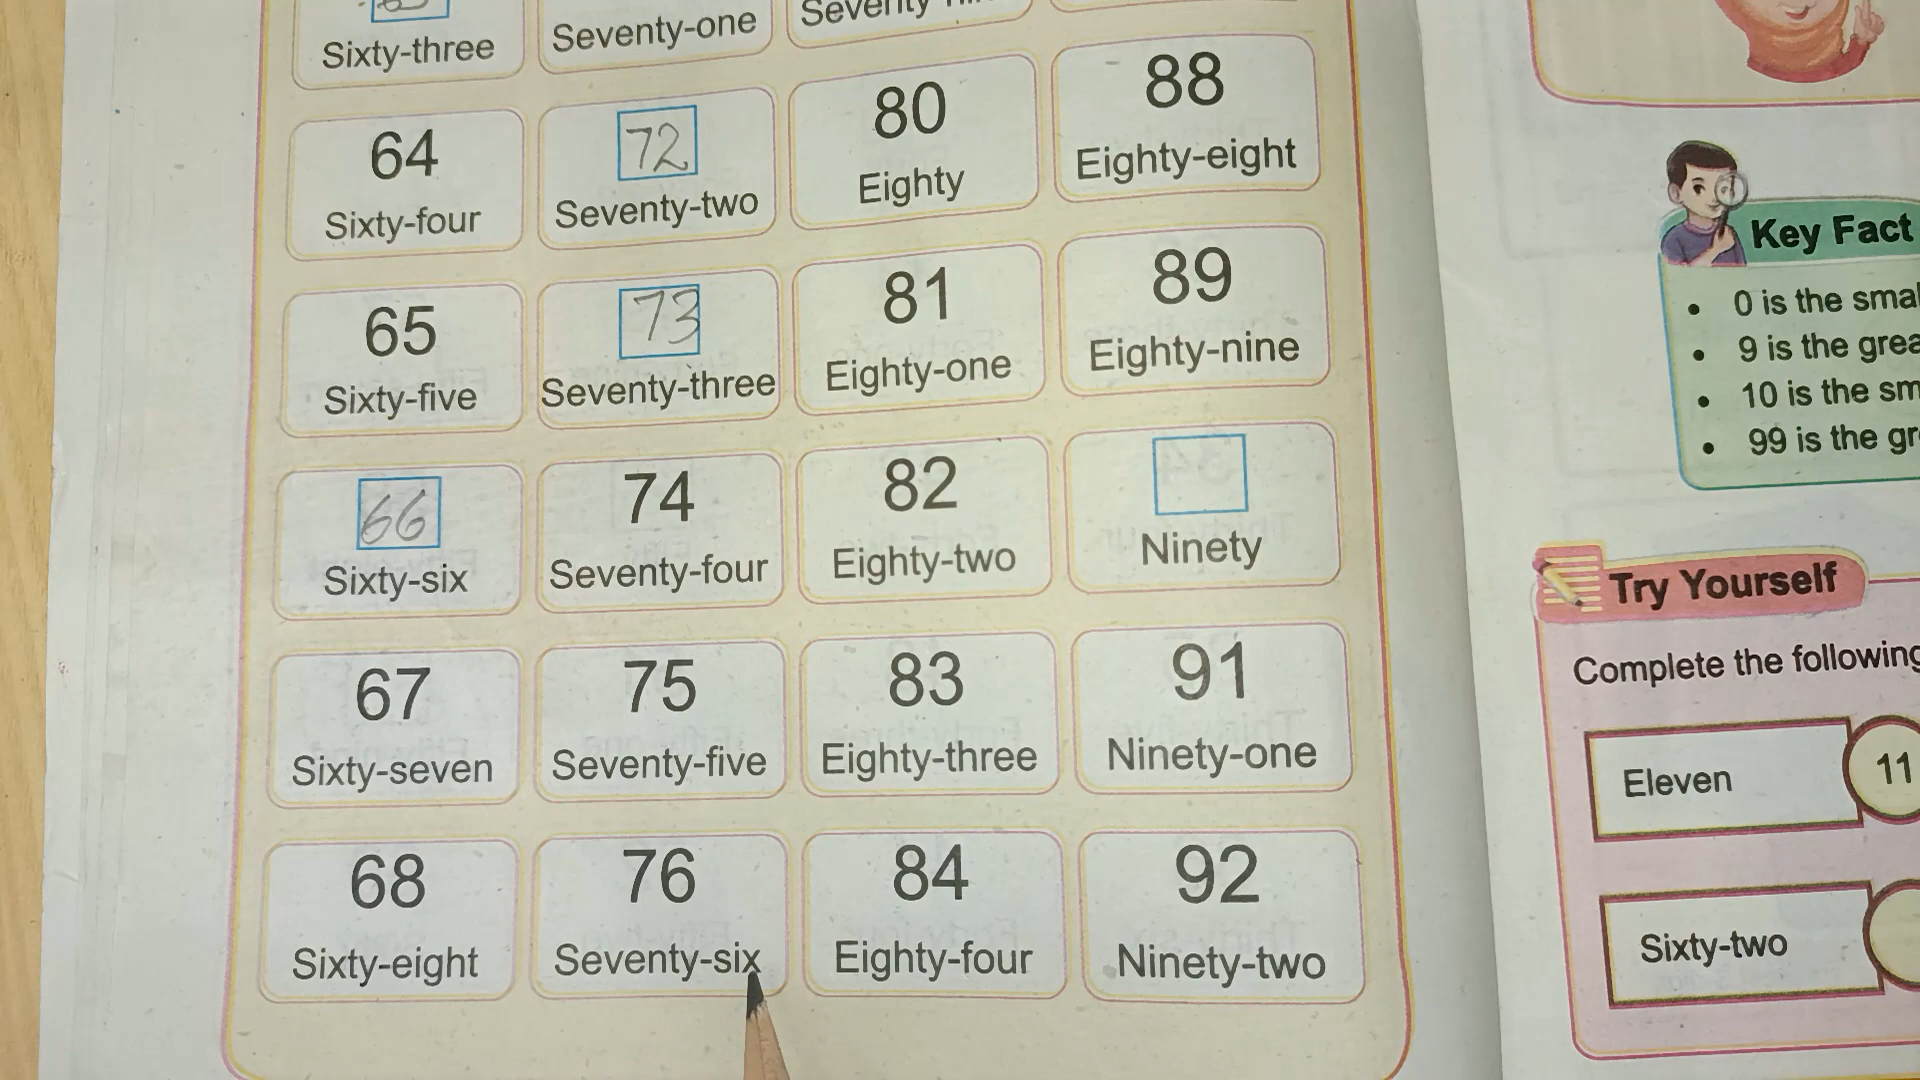 Sixty-three
Seventy-one
64
Sixty-four
72
Seventy-two
80
Eighty
88
Eighty-eight
65
Sixty-five
73
Seventy-three
81
Eighty-one
89
Eighty-nine
66
Sixty-six
74
Seventy-four
82
Eighty-two
Ninety
67
Sixty-seven
75
Seventy-five
83
Eighty-three
91
Ninety-one
68
Sixty-eight
76
Seventy-six
84
Eighty-four
92
Ninety-two
Key Fact
• 0 is the
• 9 is the
• 10 is the
• 99 is the
Try Yourself
Complete the following
Eleven
11
Sixty-two